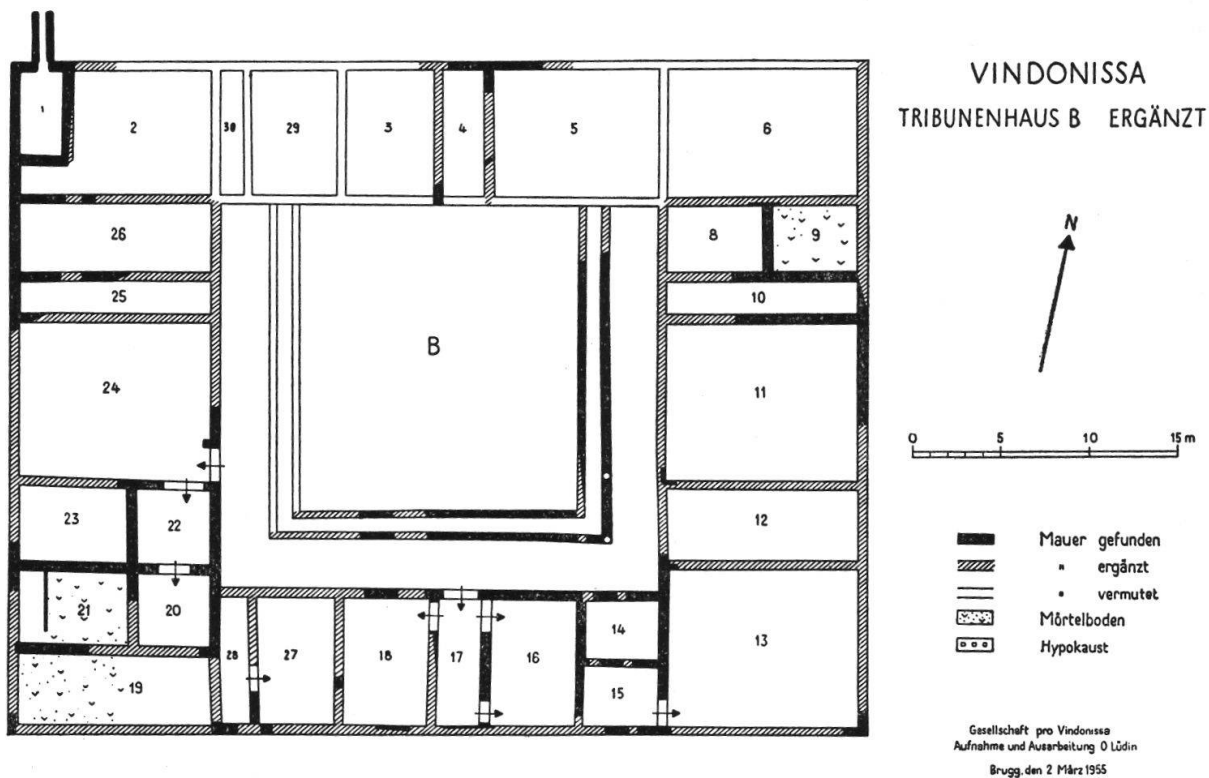 VINDONISSA
TRIBUNENHAUS B ERGÄNZT
1
2
30
29
3
4
5
6
26
8
9
25
10
B
24
11
23
22
12
21
20
14
13
28
27
18
17
16
19
15
N
0 5 10 15 m
Mauer gefunden
" ergänzt
" vermutet
Mörtelboden
Hypokaust
Gesellschaft pro Vindonissa
Aufnahme und Ausarbeitung O Lüdin
Brugg, den 2 März 1955